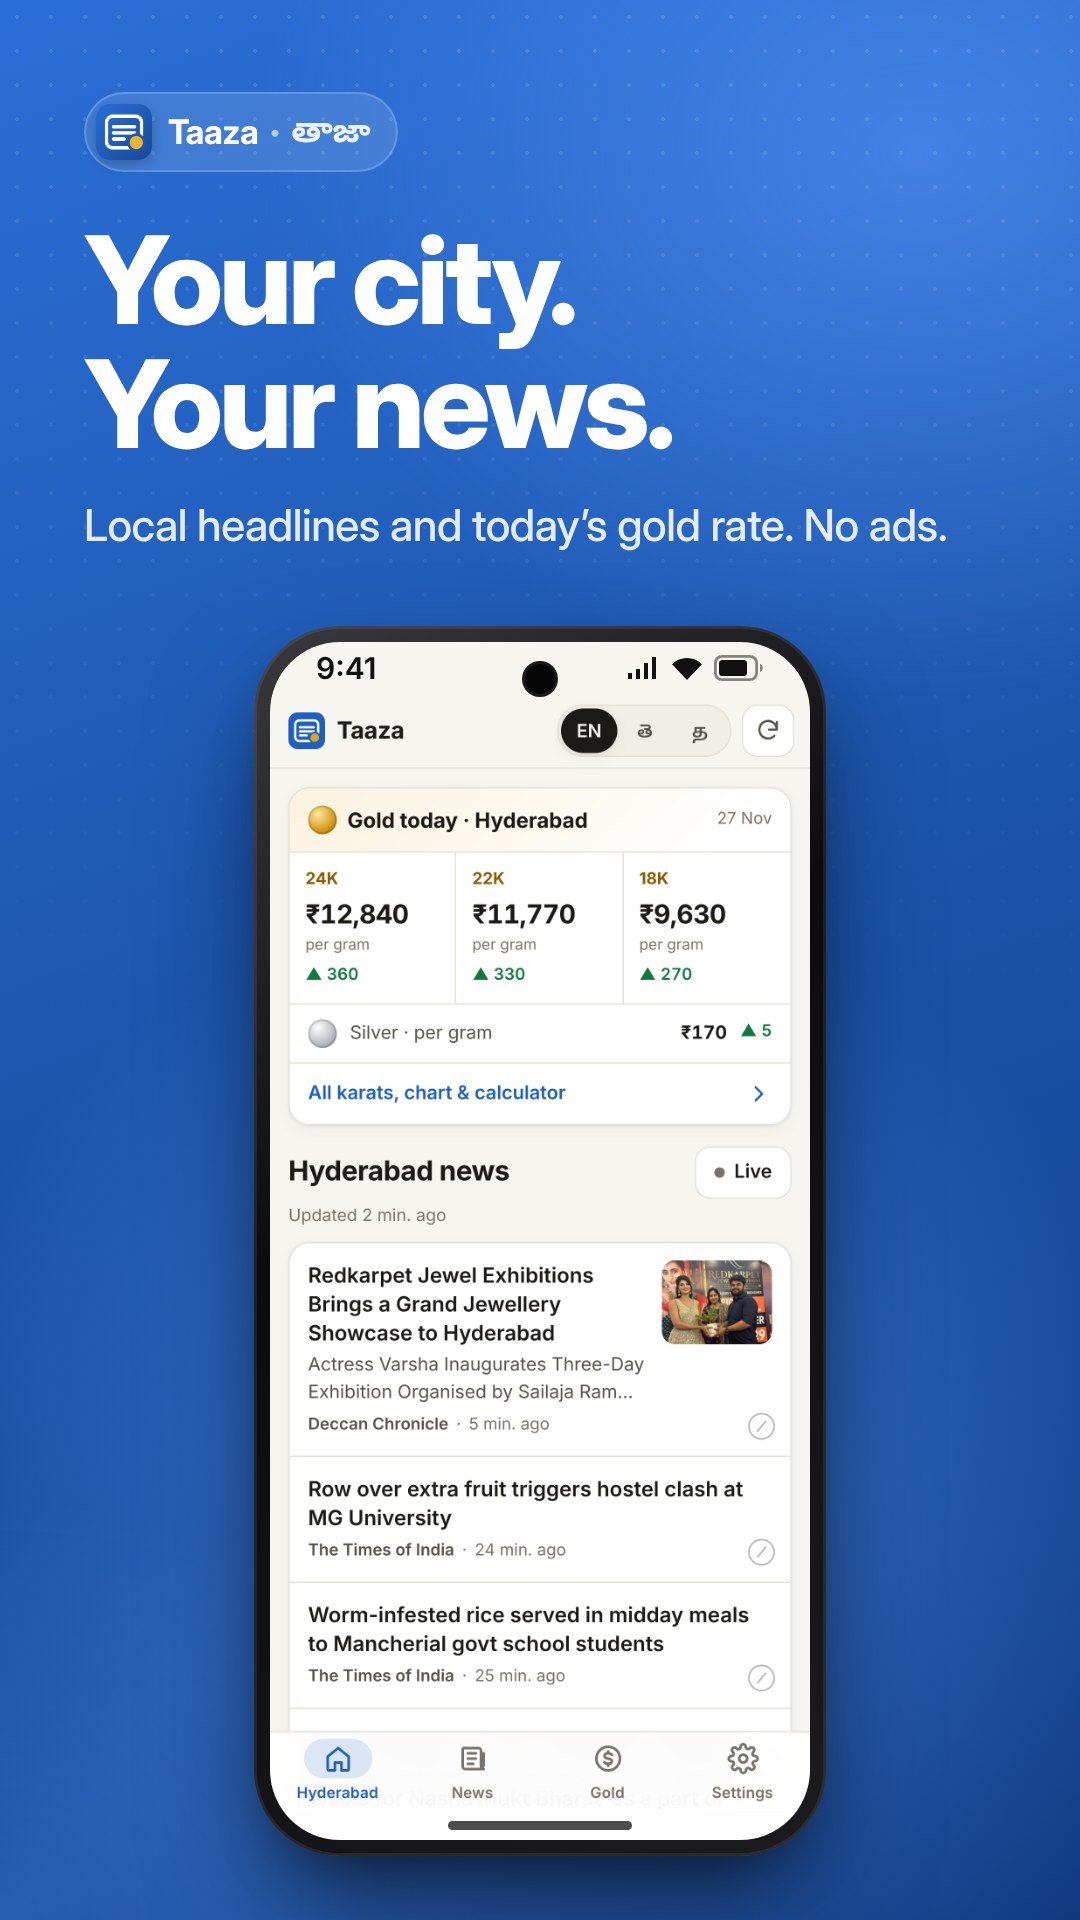 Taaza · తాజా
Your city.
Your news.
Local headlines and today’s gold rate. No ads.
9:41
Taaza
EN తె த
Gold today · Hyderabad
27 Nov
24K 22K 18K
₹12,840 ₹11,770 ₹9,630
per gram per gram per gram
▲ 360 ▲ 330 ▲ 270
Silver · per gram ₹170 ▲ 5
All karats, chart & calculator
Hyderabad news
Live
Updated 2 min. ago
Redkarpet Jewel Exhibitions
Brings a Grand Jewellery
Showcase to Hyderabad
REDKARPET
Actress Varsha Inaugurates Three-Day
Exhibition Organised by Sailaja Ram...
Deccan Chronicle · 5 min. ago
Row over extra fruit triggers hostel clash at
MG University
The Times of India · 24 min. ago
Worm-infested rice served in midday meals
to Mancherial govt school students
The Times of India · 25 min. ago
Hyderabad News Gold Settings